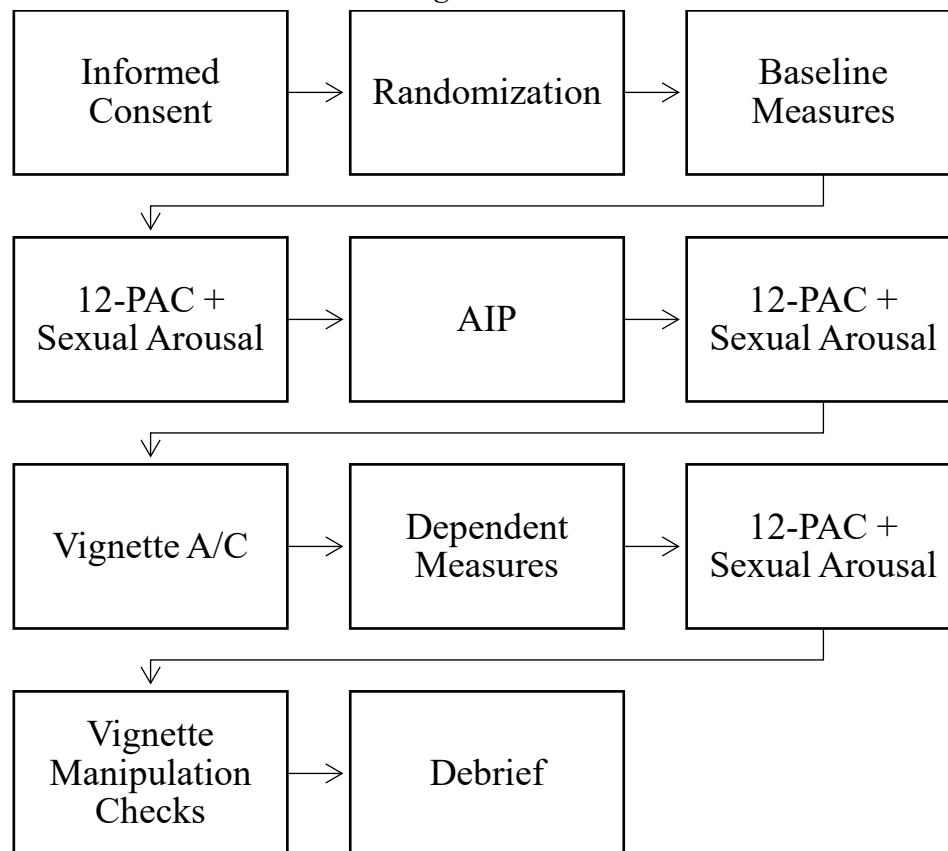 Informed
Consent
Randomization
Baseline
Measures
12-PAC +
Sexual Arousal
AIP
12-PAC +
Sexual Arousal
Vignette A/C
Dependent
Measures
12-PAC +
Sexual Arousal
Vignette
Manipulation
Checks
Debrief